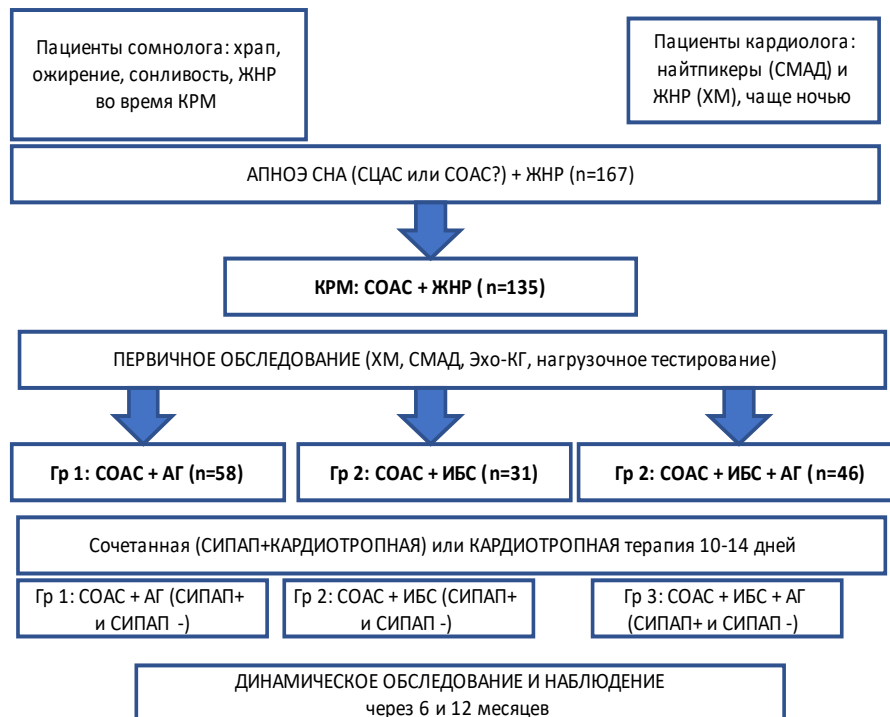 Пациенты сомнолога: храп,
ожирение, сонливость, ЖНР
во время КРМ
Пациенты кардиолога:
найтпикеры (СМАД) и
ЖНР (ХМ), чаще ночью
АПНОЭ СНА (СЦАС или СОАС?) + ЖНР (n=167)
КРМ: СОАС + ЖНР ( n=135)
ПЕРВИЧНОЕ ОБСЛЕДОВАНИЕ (ХМ, СМАД, Эхо-КГ, нагрузочное тестирование)
Гр 1: СОАС + АГ (n=58)
Гр 2: СОАС + ИБС (n=31)
Гр 2: СОАС + ИБС + АГ (n=46)
Сочетанная (СИПАП+КАРДИОТРОПНАЯ) или КАРДИОТРОПНАЯ терапия 10-14 дней
Гр 1: СОАС + АГ (СИПАП+
и СИПАП -)
Гр 2: СОАС + ИБС (СИПАП+
и СИПАП -)
Гр 3: СОАС + ИБС + АГ
(СИПАП+ и СИПАП -)
ДИНАМИЧЕСКОЕ ОБСЛЕДОВАНИЕ И НАБЛЮДЕНИЕ
через 6 и 12 месяцев